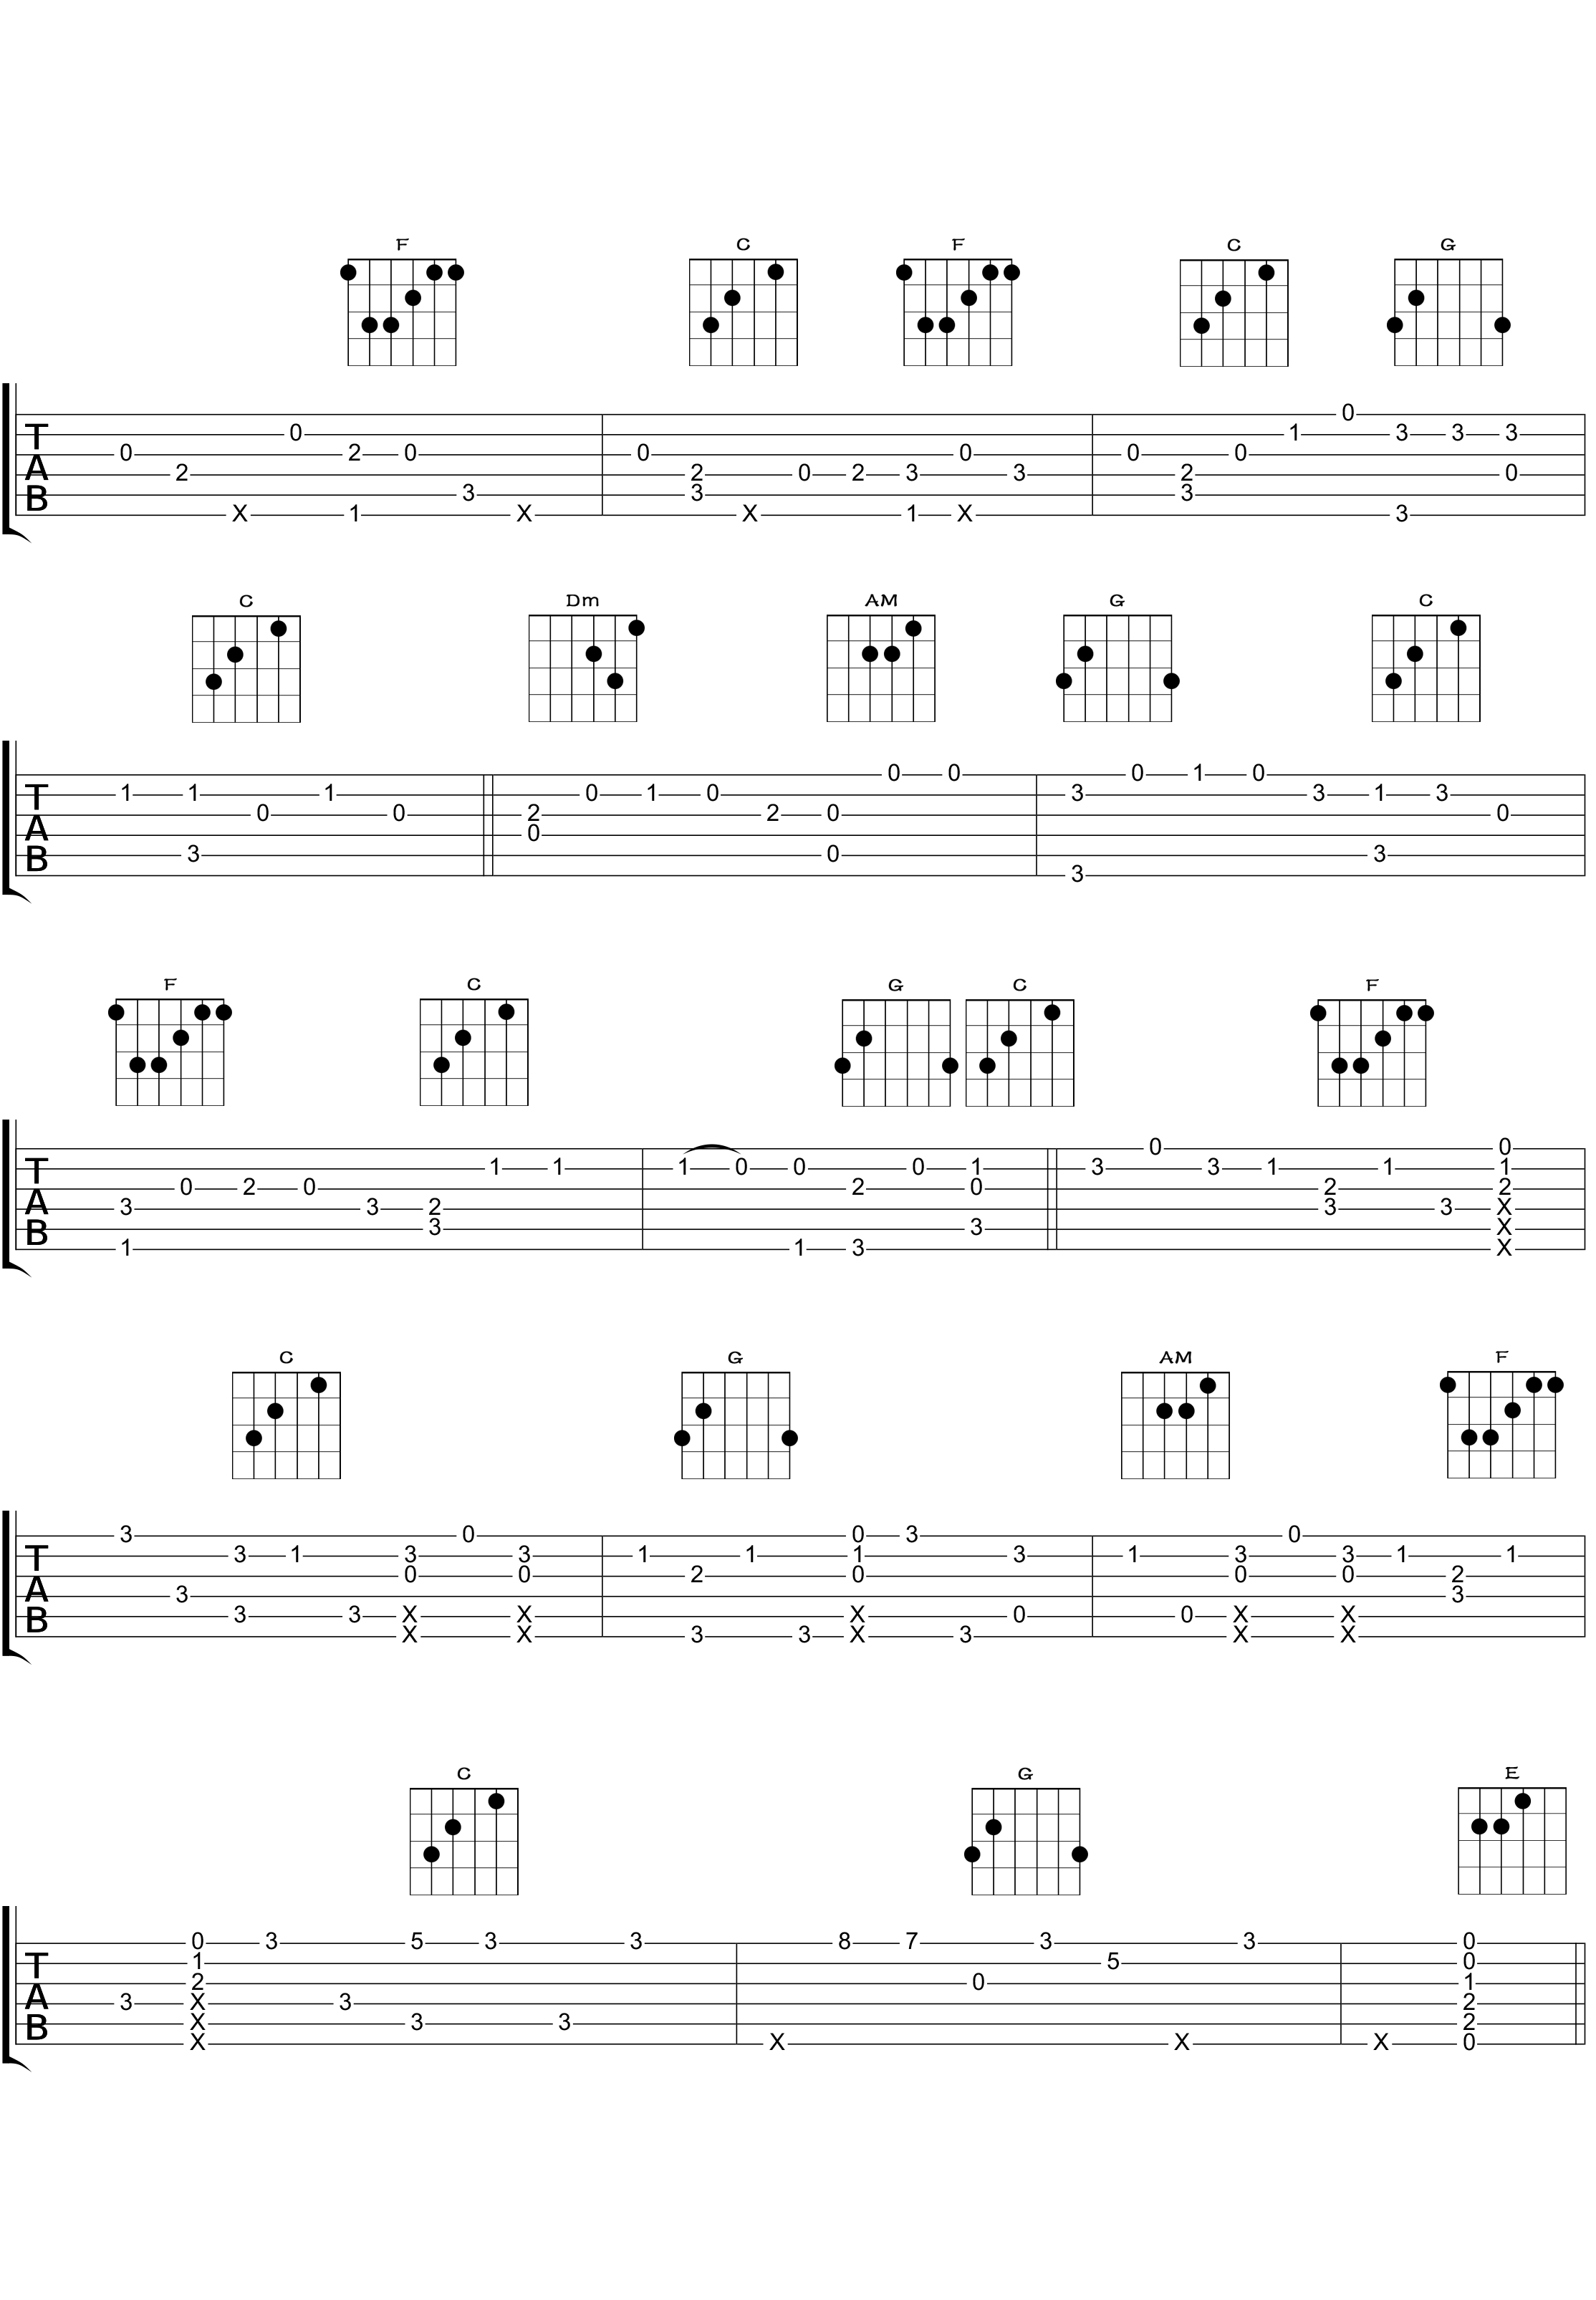 F C F C G
0
T 0 1 3 3 3
0 2 0 0 0 0 0
A 2 2 0 2 3 3 2 0
B 3 3 3
X 1 X X 1 X 3
C Dm AM G C
0 0 0 1 0
T 1 1 1 0 1 0 3 3 1 3
0 0 2 2 0 0
A 0
B 3 0 3
3
F C G C F
0 0
T 1 1 1 0 0 0 1 3 3 1 1 1
0 2 0 2 0 2 2
A 3 3 2 3 3 X
B 3 3 X
1 1 3 X
C G AM F
3 0 0 3 0
T 3 1 3 3 1 1 1 3 1 3 3 1 1
0 0 2 0 0 0 2
A 3 3
B 3 3 X X X 0 0 X X
X X 3 3 X 3 X X
C G E
0 3 5 3 3 8 7 3 3 0
T 1 5 0
2 0 1
A 3 X 3 2
B X 3 3 2
X X X X 0